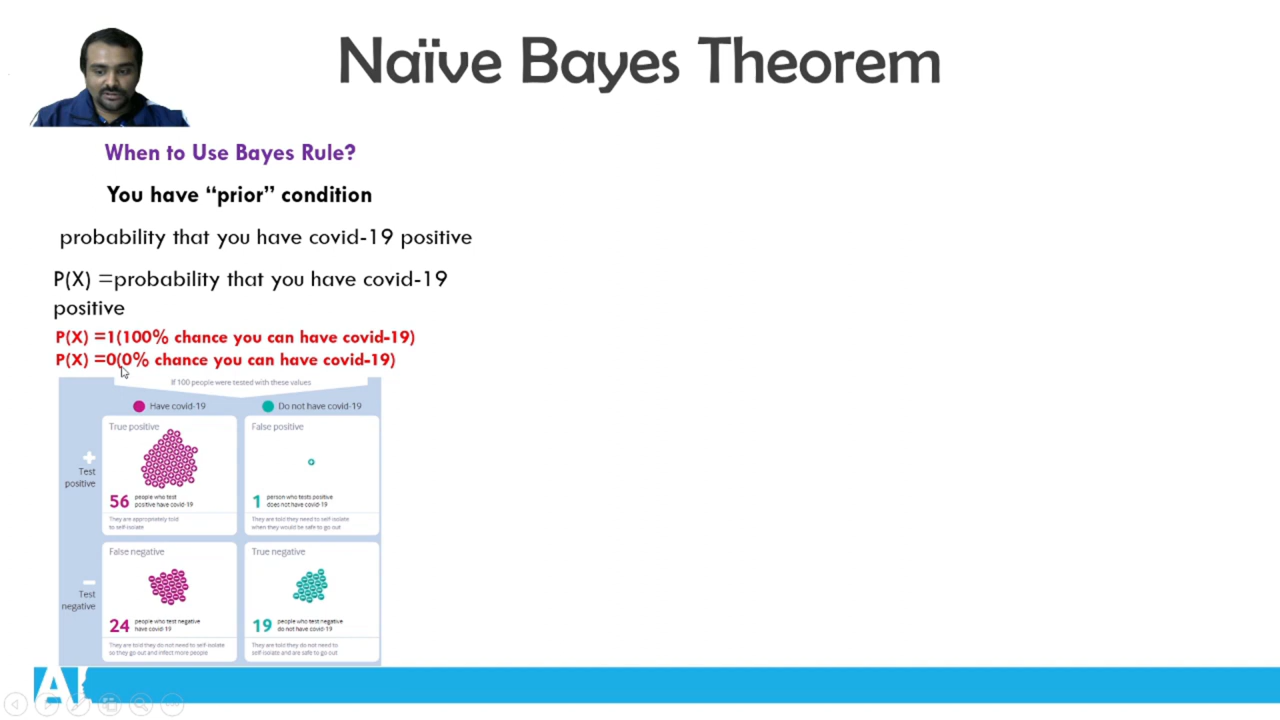 Naïve Bayes Theorem
When to Use Bayes Rule?
You have “prior” condition
probability that you have covid-19 positive
P(X) =probability that you have covid-19
positive
P(X) =1(100% chance you can have covid-19)
P(X) =0(0% chance you can have covid-19)
If 100 people were tested with these values
Have covid-19
Do not have covid-19
+
Test
positive
True positive
56 people who test
positive have covid-19
They are appropriately told
to self-isolate
False positive
1 person who tests positive
does not have covid-19
They are told they need to self isolate
when they would be safe to go out
–
Test
negative
False negative
24 people who test negative
have covid-19
They are told they do not need to self-isolate
so they go out and infect more people
True negative
19 people who test negative
do not have covid-19
They are told they do not need to
self isolate and are safe to go out
AI